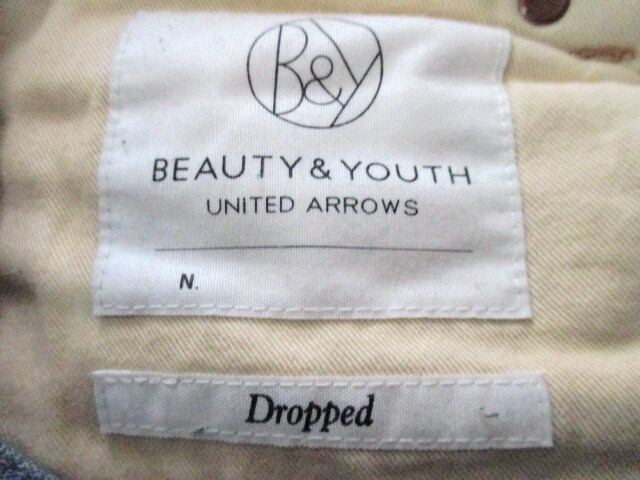 B&Y
BEAUTY & YOUTH
UNITED ARROWS
N.
Dropped